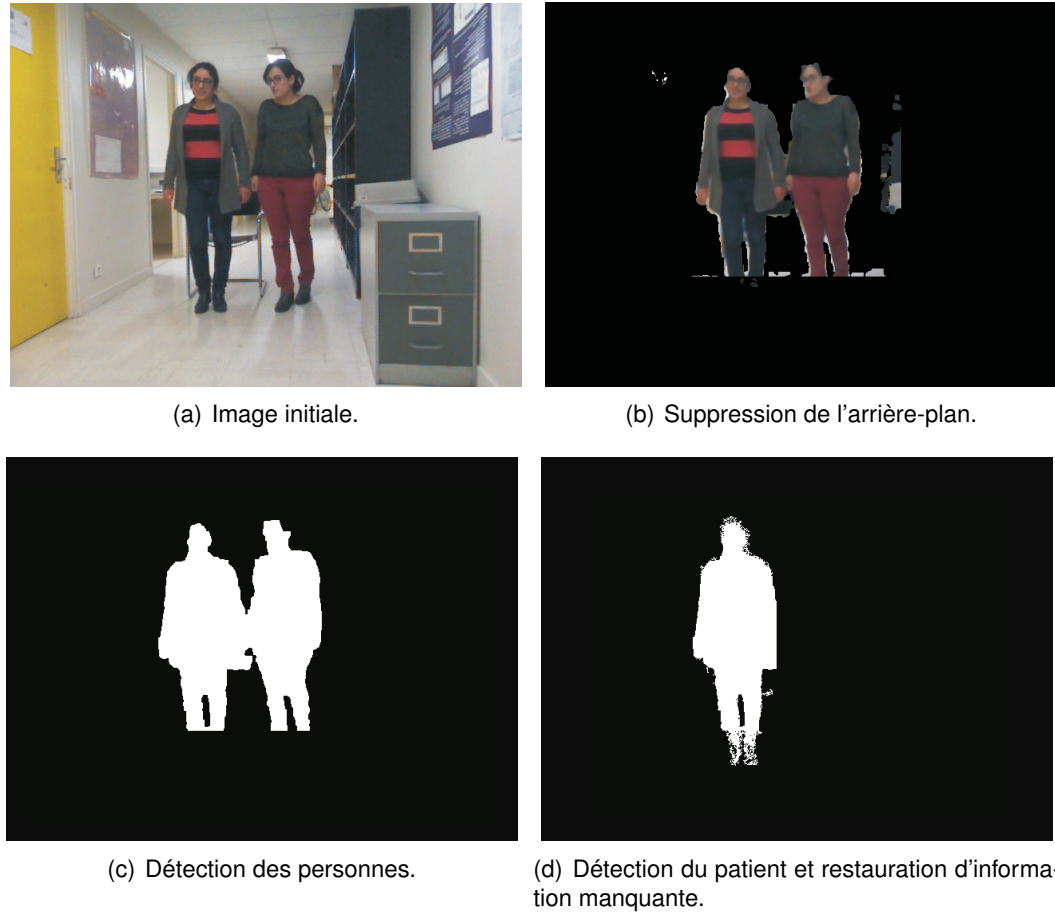 (a) Image initiale.
(b) Suppression de l'arrière-plan.
(c) Détection des personnes.
(d) Détection du patient et restauration d'informa-
tion manquante.